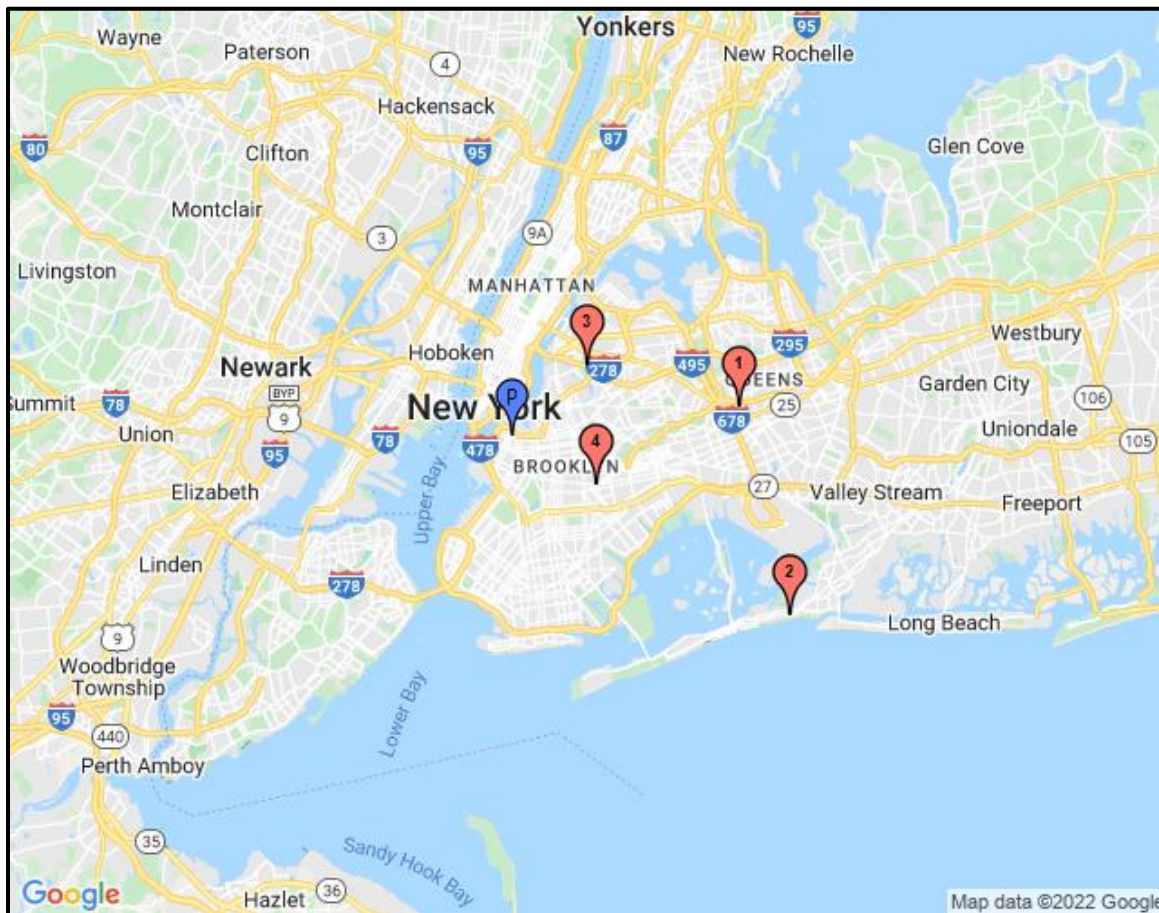 Yonkers
95
Wayne
Paterson
New Rochelle
4
Hackensack
80
95
87
Clifton
Glen Cove
Montclair
9A
3
Livingston
MANHATTAN
3
Westbury
295
Hoboken
278
495
1
Newark
QUEENS
Garden City
BYP
9
Summit
78
P
New York
678
25
106
Union
78
478
4
Uniondale
105
95
BROOKLYN
Elizabeth
27
Valley Stream
Freeport
Upper Bay
Linden
278
2
9
Long Beach
Woodbridge
Township
95
Lower Bay
440
Perth Amboy
35
Sandy Hook Bay
36
Google
Hazlet
Map data ©2022 Google